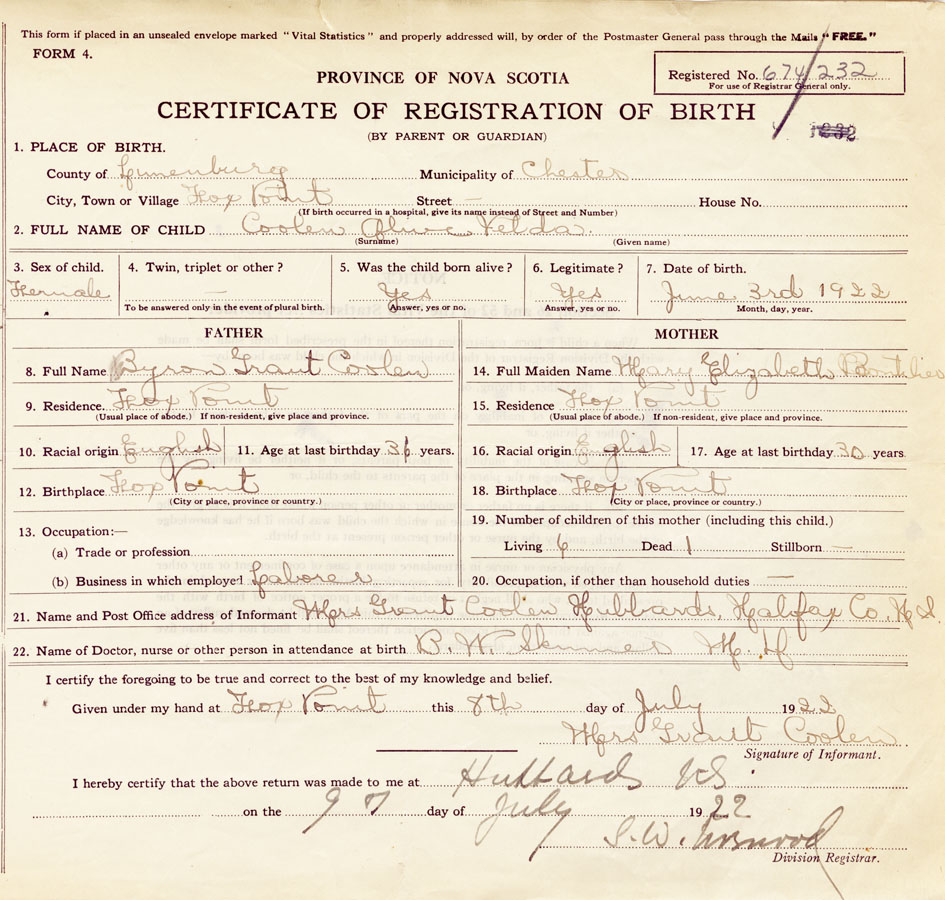 This form if placed in an unsealed envelope marked "Vital Statistics" and properly addressed will, by order of the Postmaster General pass through the Mails "FREE."
FORM 4.
Registered No. 674/232
For use of Registrar General only.
PROVINCE OF NOVA SCOTIA
CERTIFICATE OF REGISTRATION OF BIRTH
1232
(BY PARENT OR GUARDIAN)
1. PLACE OF BIRTH.
County of Lunenburg Municipality of Chester
City, Town or Village Fox Point Street — House No.
(If birth occurred in a hospital, give its name instead of Street and Number)
2. FULL NAME OF CHILD Coolen Olive Velda.
(Surname) (Given name)
3. Sex of child. 4. Twin, triplet or other? 5. Was the child born alive? 6. Legitimate? 7. Date of birth.
Female — Yes Yes June 3rd 1922
To be answered only in the event of plural birth. Answer, yes or no. Answer, yes or no. Month, day, year.
FATHER MOTHER
8. Full Name Byron Grant Coolen 14. Full Maiden Name Mary Elizabeth
9. Residence. Fox Point 15. Residence Fox Point
(Usual place of abode.) If non-resident, give place and province. (Usual place of abode.) If non-resident, give place and province.
10. Racial origin English 11. Age at last birthday 36 years. 16. Racial origin Eglish 17. Age at last birthday 30 years
12. Birthplace Fox Point 18. Birthplace Fox Point
(City or place, province or country.) (City or place, province or country.)
13. Occupation:— 19. Number of children of this mother (including this child.)
(a) Trade or profession Living 6 Dead 1 Stillborn —
(b) Business in which employed Laborer 20. Occupation, if other than household duties —
21. Name and Post Office address of Informant Mrs Grant Coolen Hubbards, Halifax Co, N.S.
22. Name of Doctor, nurse or other person in attendance at birth B. W. Skinner M.D
I certify the foregoing to be true and correct to the best of my knowledge and belief.
Given under my hand at Fox Point this 8th day of July 1922
Mrs Grant Coolen
Signature of Informant.
I hereby certify that the above return was made to me at Hubbards NS.
on the 9 day of July 1922
S. W.
Division Registrar.